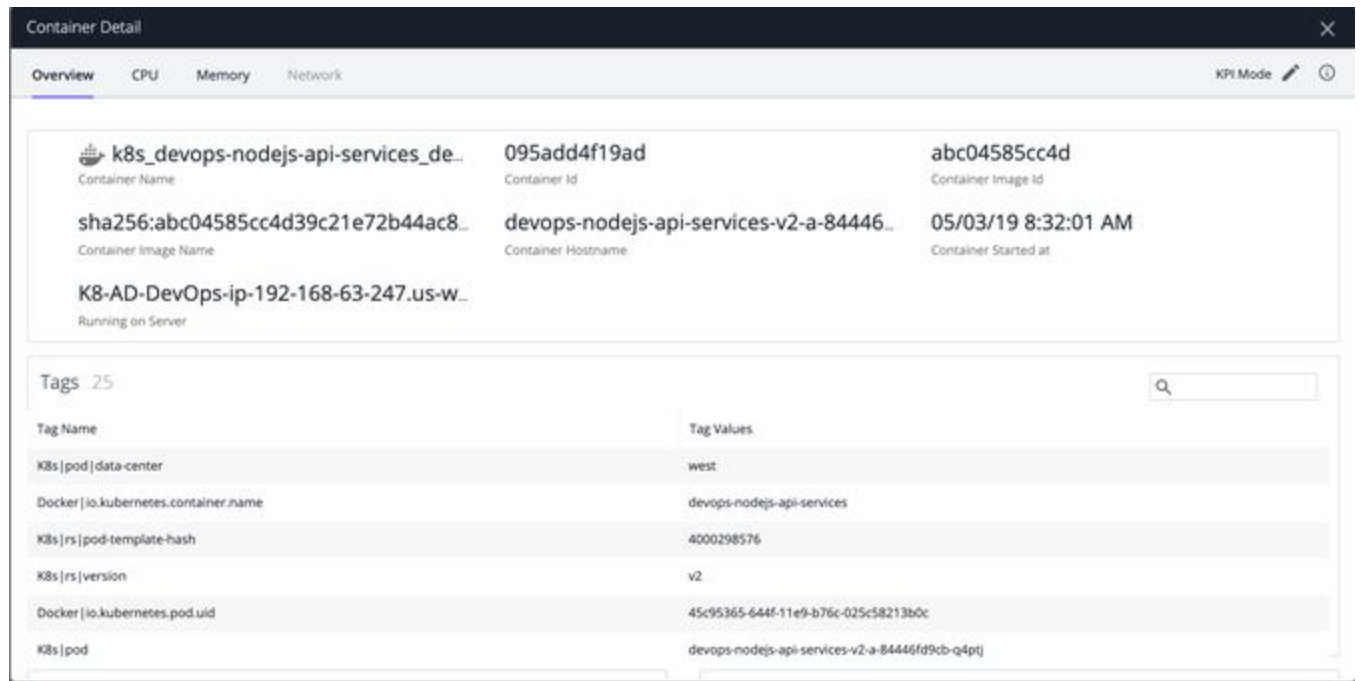 Container Detail
Overview CPU Memory Network KPI Mode
k8s_devops-nodejs-api-services_de... 095add4f19ad abc04585cc4d
Container Name Container Id Container Image Id
sha256:abc04585cc4d39c21e72b44ac8... devops-nodejs-api-services-v2-a-84446... 05/03/19 8:32:01 AM
Container Image Name Container Hostname Container Started at
K8-AD-DevOps-ip-192-168-63-247.us-w...
Running on Server
Tags 25
Tag Name Tag Values
K8s|pod|data-center west
Docker|io.kubernetes.container.name devops-nodejs-api-services
K8s|rs|pod-template-hash 4000298576
K8s|rs|version v2
Docker|io.kubernetes.pod.uid 45c95365-644f-11e9-b76c-025c58213b0c
K8s|pod devops-nodejs-api-services-v2-a-84446fd9cb-q4ptj